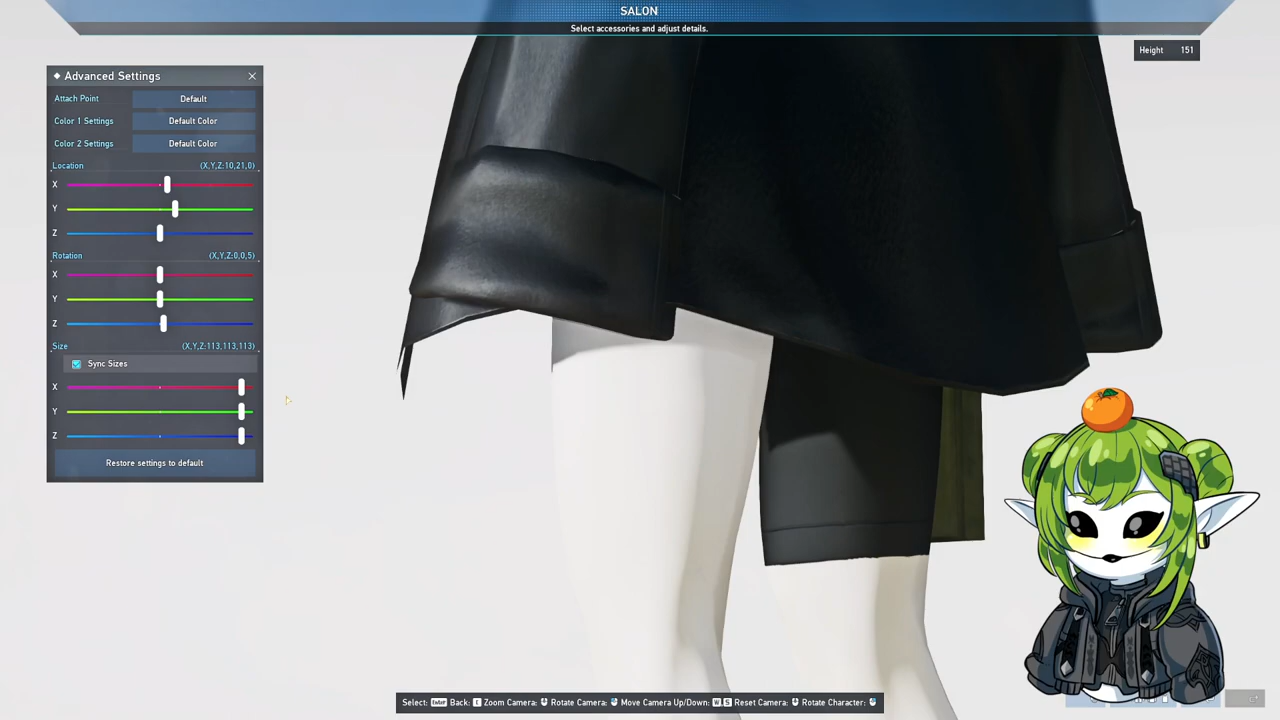 SALON
Select accessories and adjust details.
Height 151
Advanced Settings
Attach Point Default
Color 1 Settings Default Color
Color 2 Settings Default Color
Location (X,Y,Z:10,21,0)
X
Y
Z
Rotation (X,Y,Z:0,0,5)
X
Y
Z
Size (X,Y,Z:113,113,113)
Sync Sizes
X
Y
Z
Restore settings to default
Select: Enter Back: E Zoom Camera: Rotate Camera: Move Camera Up/Down: W,S Reset Camera: Rotate Character: